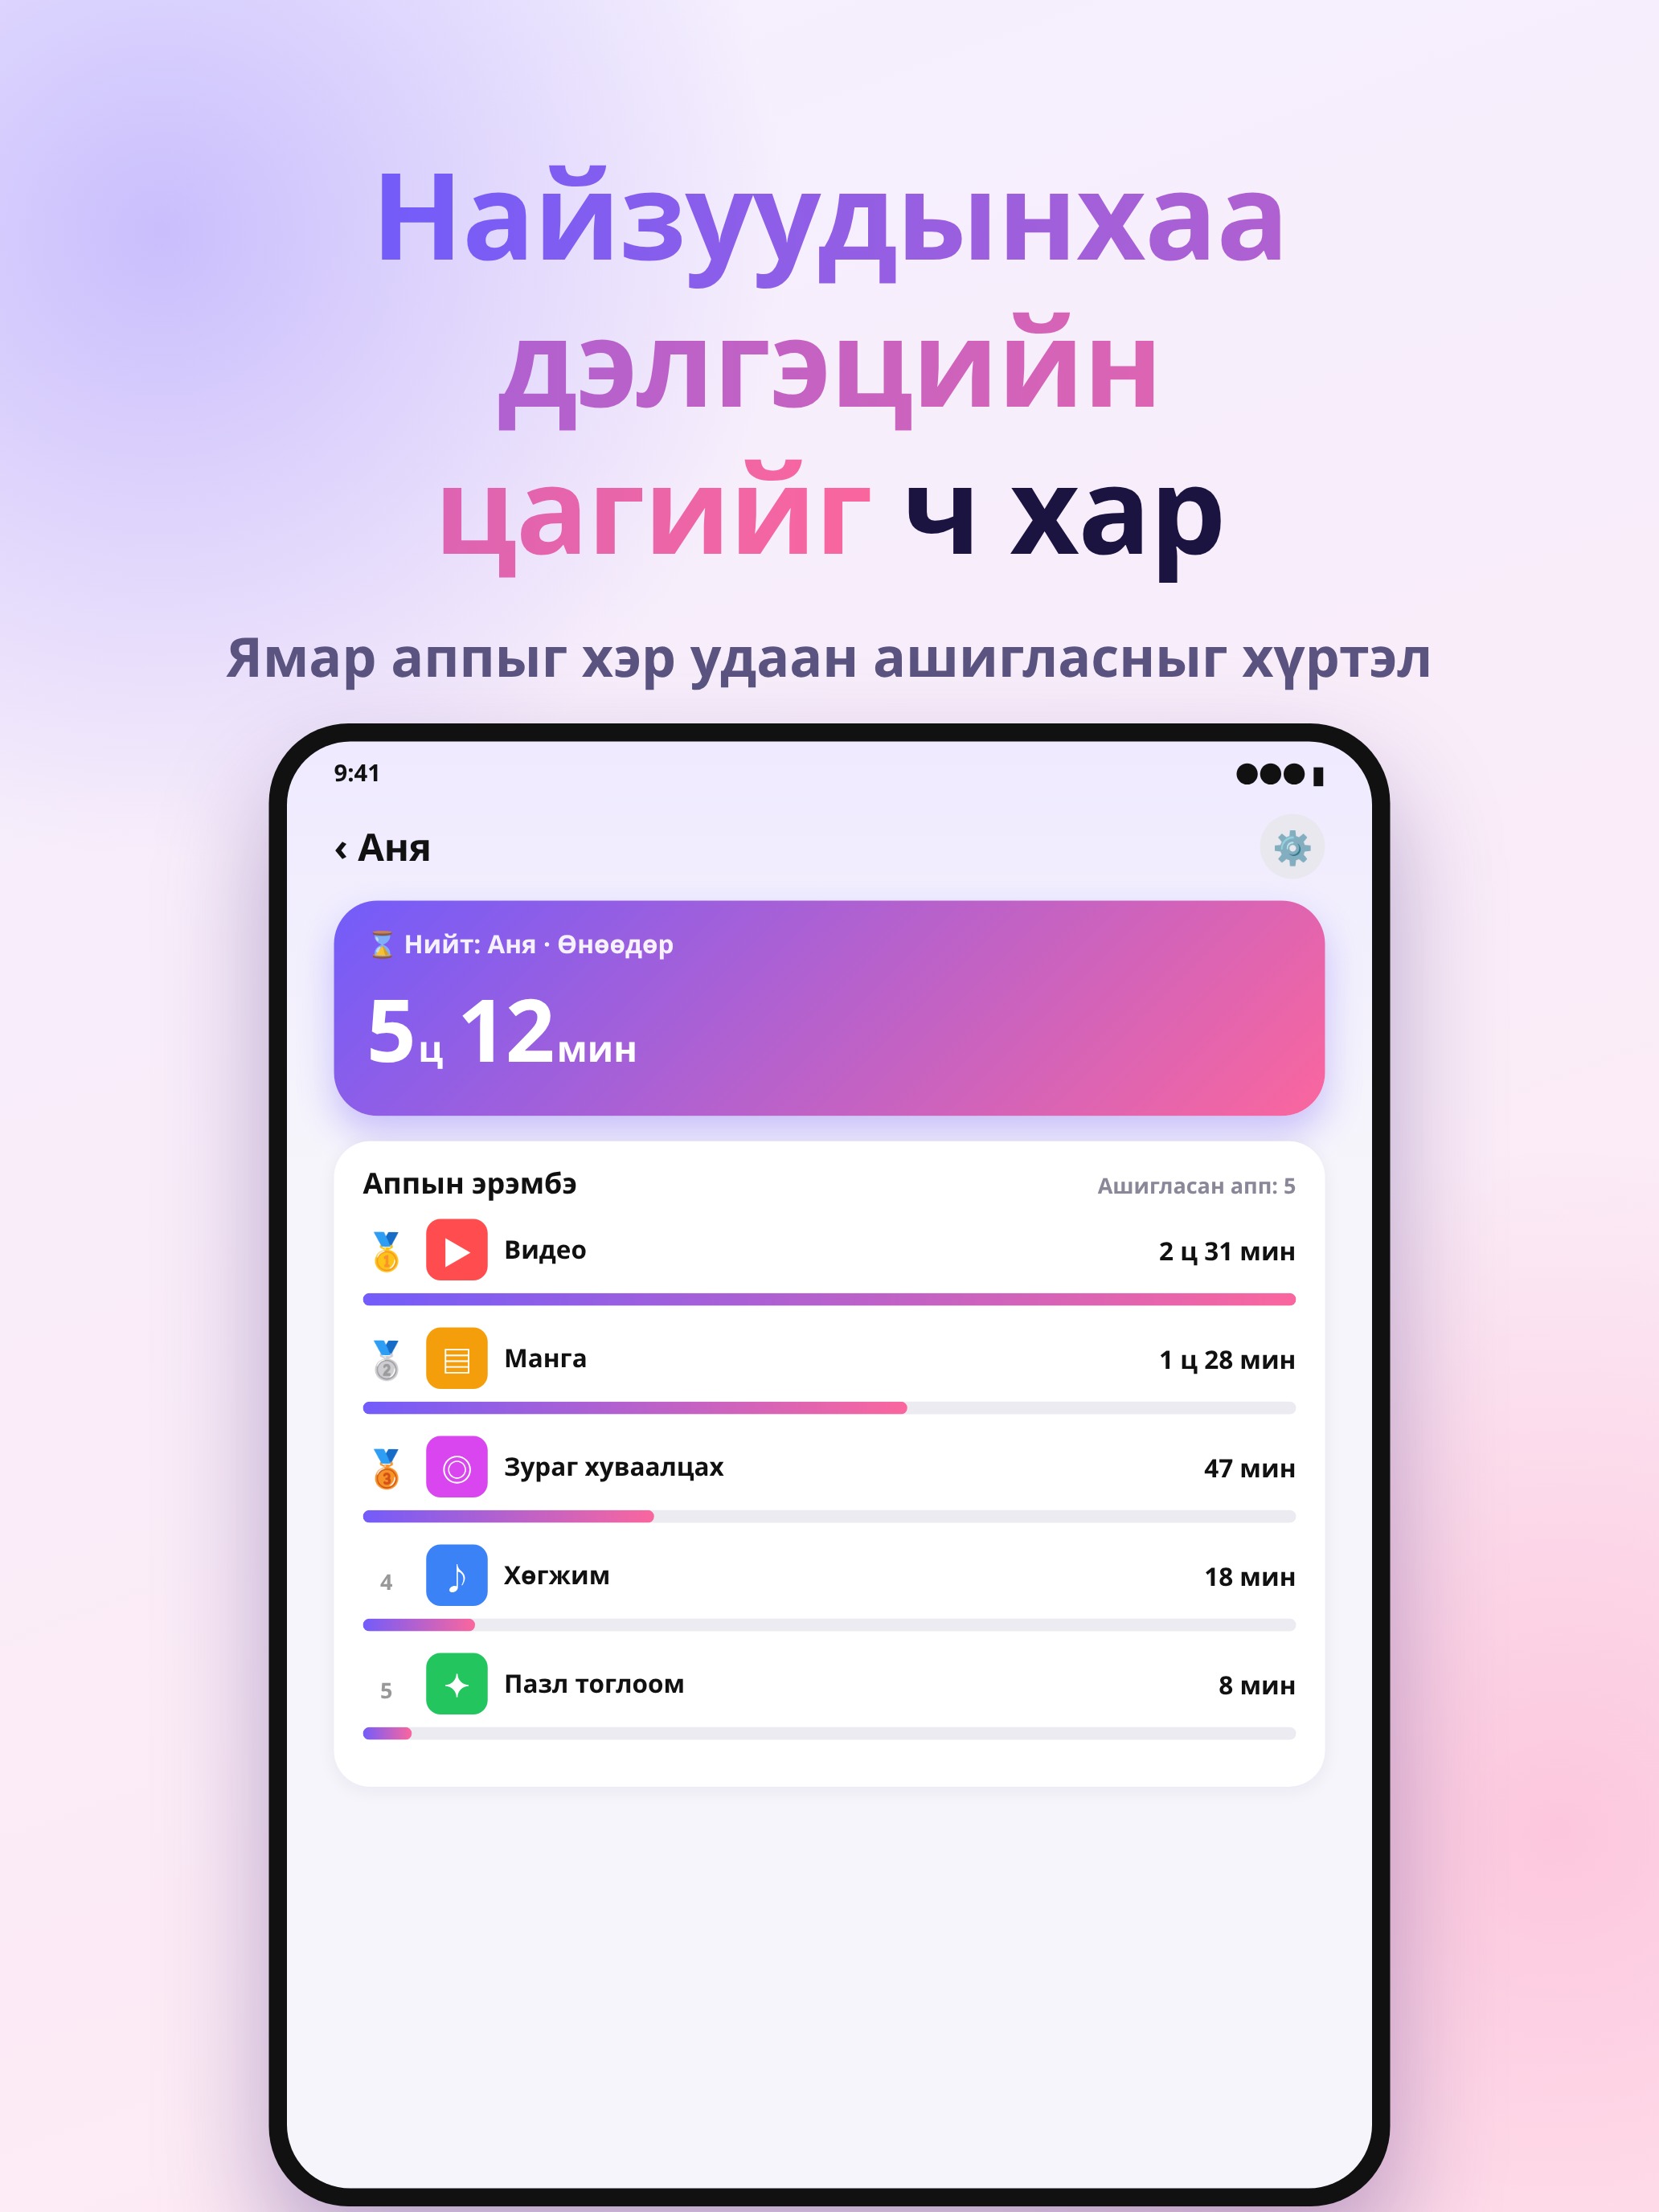 Найзуудынхаа
дэлгэцийн
цагийг ч хар
Ямар аппыг хэр удаан ашигласныг хүртэл
9:41
‹ Аня
⌛ Нийт: Аня · Өнөөдөр
5ц 12мин
Аппын эрэмбэ
Ашигласан апп: 5
🥇 Видео 2 ц 31 мин
🥈 Манга 1 ц 28 мин
🥉 Зураг хуваалцах 47 мин
4 Хөгжим 18 мин
5 Пазл тоглоом 8 мин